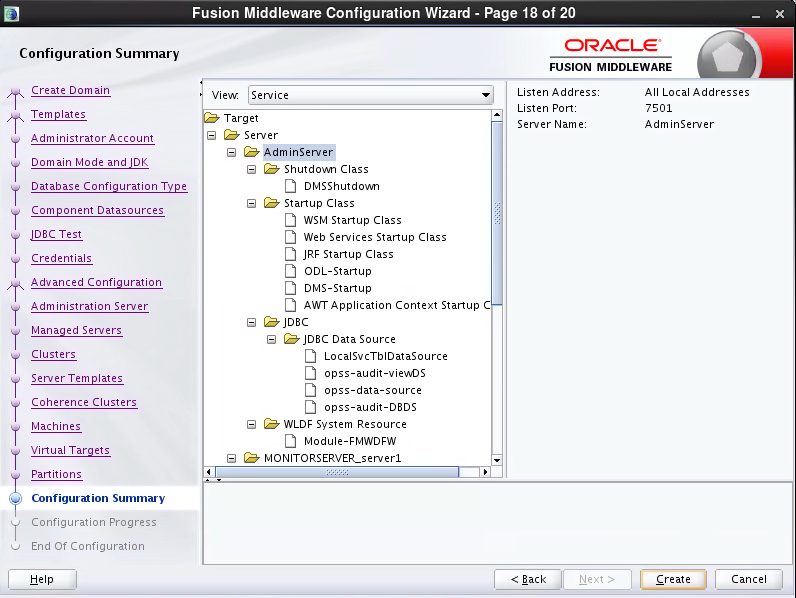 Fusion Middleware Configuration Wizard - Page 18 of 20
Configuration Summary
ORACLE
FUSION MIDDLEWARE
Create Domain
Templates
Administrator Account
Domain Mode and JDK
Database Configuration Type
Component Datasources
JDBC Test
Credentials
Advanced Configuration
Administration Server
Managed Servers
Clusters
Server Templates
Coherence Clusters
Machines
Virtual Targets
Partitions
Configuration Summary
Configuration Progress
End Of Configuration
View: Service
Target
Server
AdminServer
Shutdown Class
DMSShutdown
Startup Class
WSM Startup Class
Web Services Startup Class
JRF Startup Class
ODL-Startup
DMS-Startup
AWT Application Context Startup C
JDBC
JDBC Data Source
LocalSvcTblDataSource
opss-audit-viewDS
opss-data-source
opss-audit-DBDS
WLDF System Resource
Module-FMWDFW
MONITORSERVER_server1
Listen Address: All Local Addresses
Listen Port: 7501
Server Name: AdminServer
Help
< Back
Next >
Create
Cancel